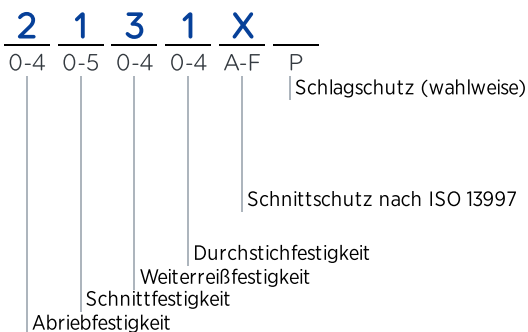 2 1 3 1 X
0-4 0-5 0-4 0-4 A-F P
Schlagschutz (wahlweise)
Schnittschutz nach ISO 13997
Durchstichfestigkeit
Weiterreißfestigkeit
Schnittfestigkeit
Abriebfestigkeit